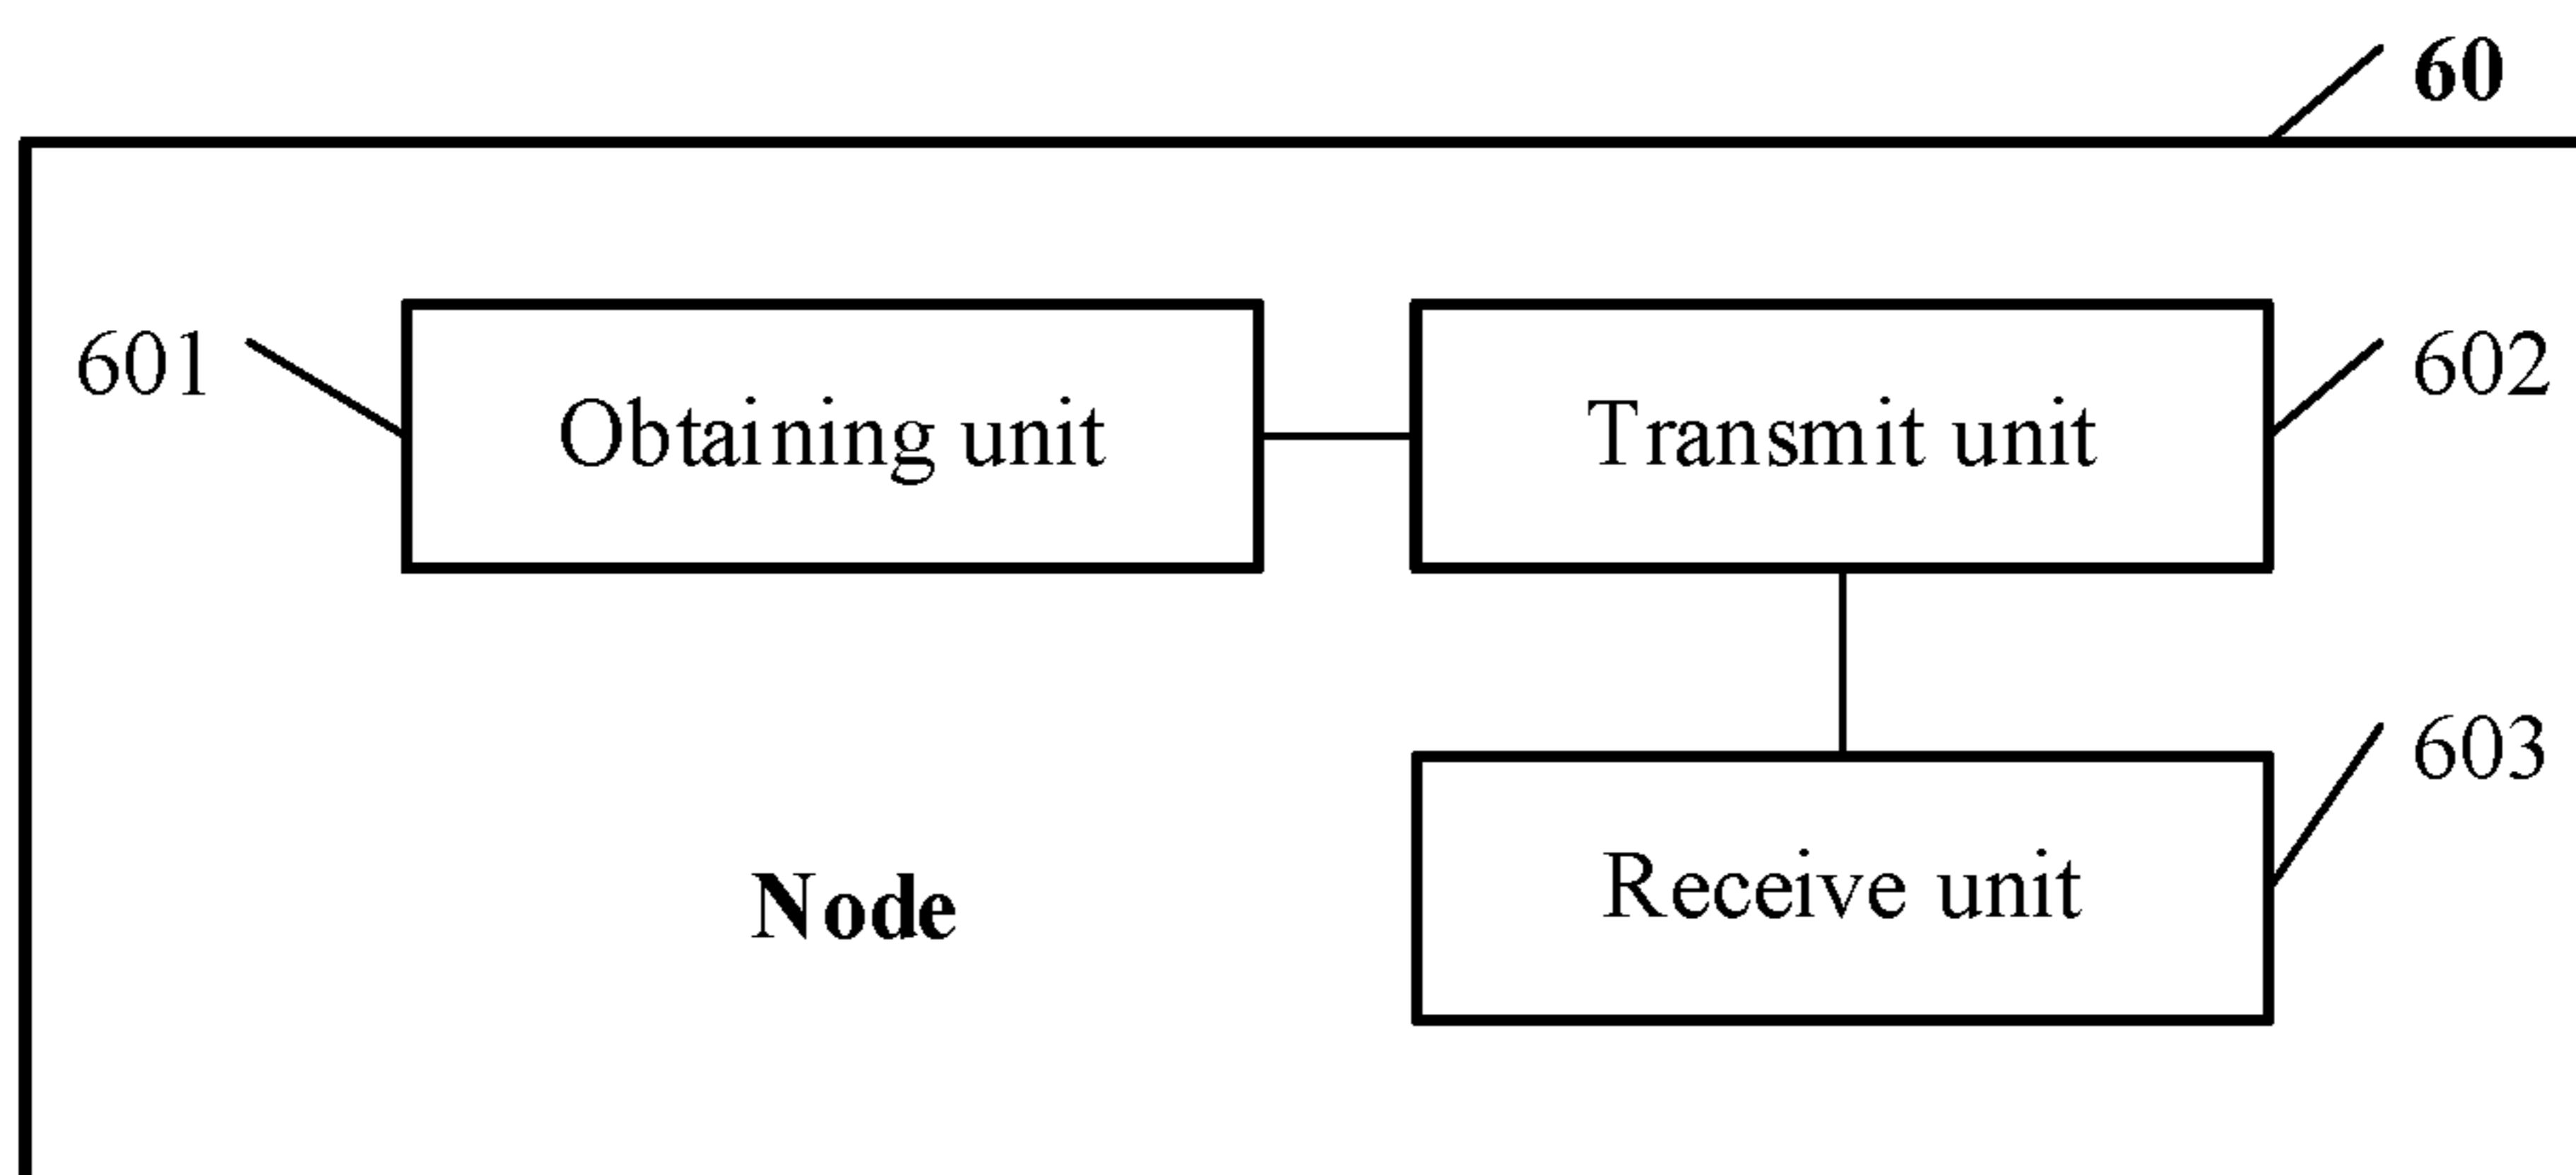 60
601
Obtaining unit
Transmit unit
602
603
Receive unit
Node